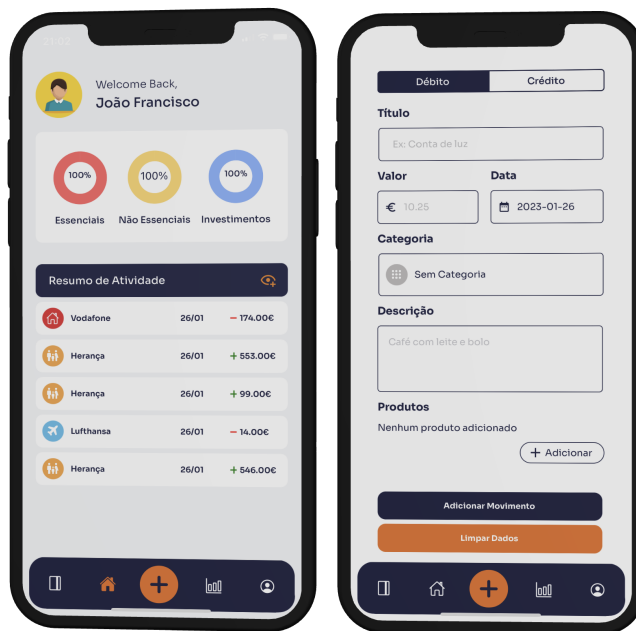 Welcome Back,
João Francisco
100%
100%
100%
Essenciais
Não Essenciais
Investimentos
Resumo de Atividade
Vodafone 26/01 − 174.00€
Herança 26/01 + 553.00€
Herança 26/01 + 99.00€
Lufthansa 26/01 − 14.00€
Herança 26/01 + 546.00€
Débito
Crédito
Título
Ex: Conta de luz
Valor
Data
€ 10.25
2023-01-26
Categoria
Sem Categoria
Descrição
Café com leite e bolo
Produtos
Nenhum produto adicionado
+ Adicionar
Adicionar Movimento
Limpar Dados